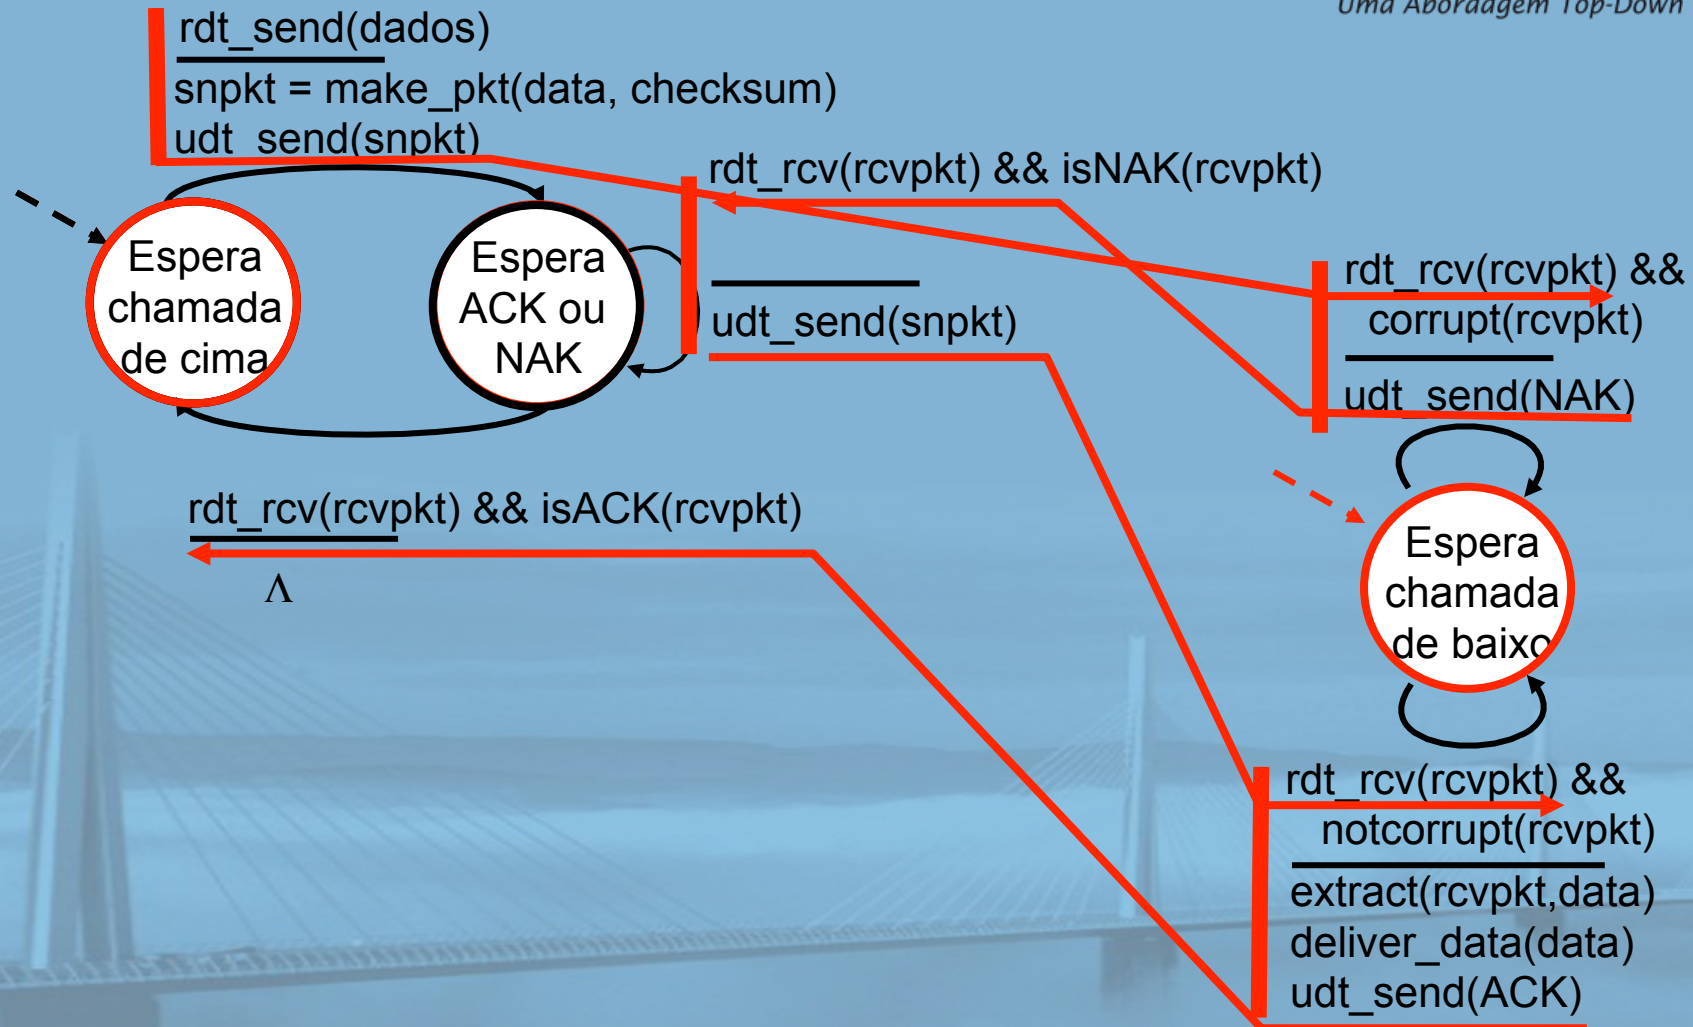 Uma Abordagem Top-Down
rdt_send(dados)
snpkt = make_pkt(data, checksum)
udt_send(snpkt)
rdt_rcv(rcvpkt) && isNAK(rcvpkt)
Espera
chamada
de cima
Espera
ACK ou
NAK
udt_send(snpkt)
rdt_rcv(rcvpkt) &&
corrupt(rcvpkt)
udt_send(NAK)
rdt_rcv(rcvpkt) && isACK(rcvpkt)
Λ
Espera
chamada
de baixo
rdt_rcv(rcvpkt) &&
notcorrupt(rcvpkt)
extract(rcvpkt,data)
deliver_data(data)
udt_send(ACK)